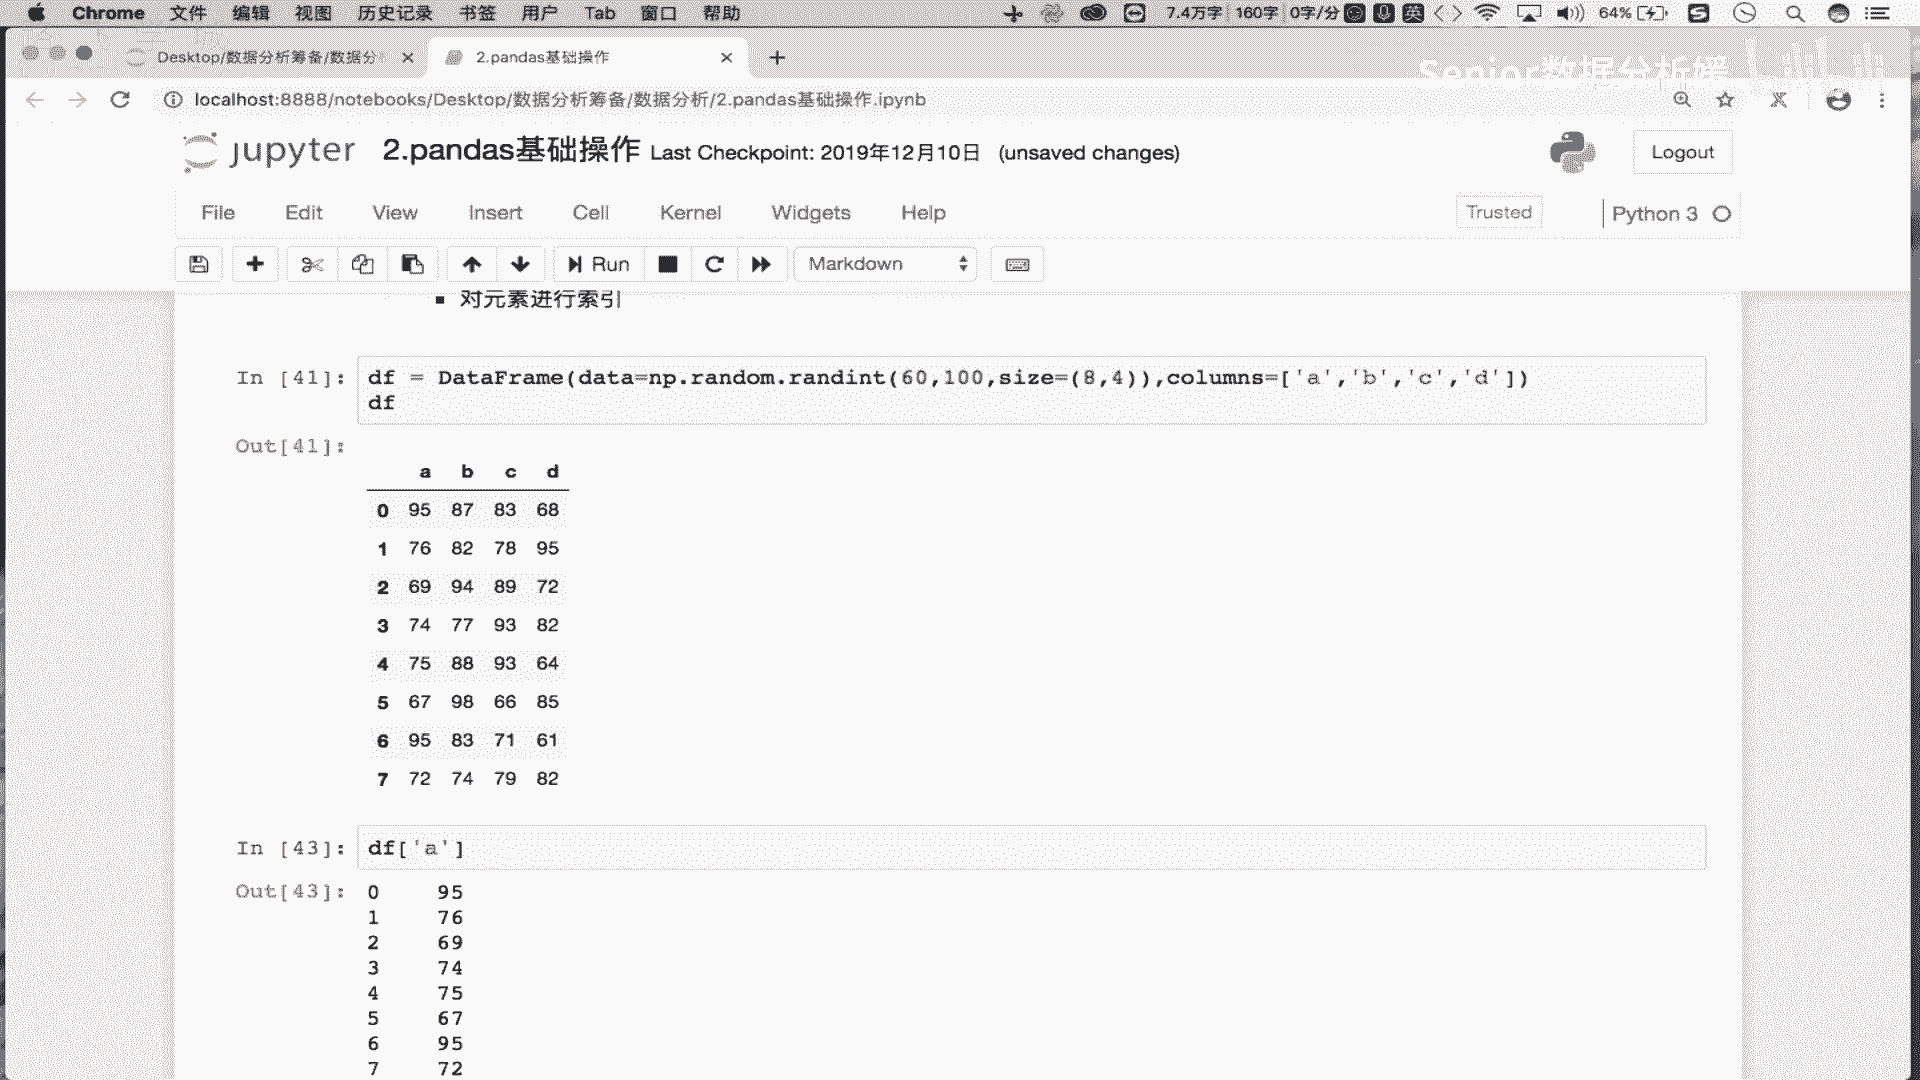 Chrome 文件 编辑 视图 历史记录 书签 用户 Tab 窗口 帮助 7.4万字 160字 0字/分 英 64%
Desktop/数据分析筹备/数据分 2.pandas基础操作
Senior数据分析媛 bilibili
localhost:8888/notebooks/Desktop/数据分析筹备/数据分析/2.pandas基础操作.ipynb
jupyter 2.pandas基础操作 Last Checkpoint: 2019年12月10日 (unsaved changes) Logout
File Edit View Insert Cell Kernel Widgets Help Trusted Python 3
Run Markdown
对元素进行索引
In [41]: df = DataFrame(data=np.random.randint(60,100,size=(8,4)),columns=['a','b','c','d'])
df
Out[41]:
a b c d
0 95 87 83 68
1 76 82 78 95
2 69 94 89 72
3 74 77 93 82
4 75 88 93 64
5 67 98 66 85
6 95 83 71 61
7 72 74 79 82
In [43]: df['a']
Out[43]: 0 95
1 76
2 69
3 74
4 75
5 67
6 95
7 72